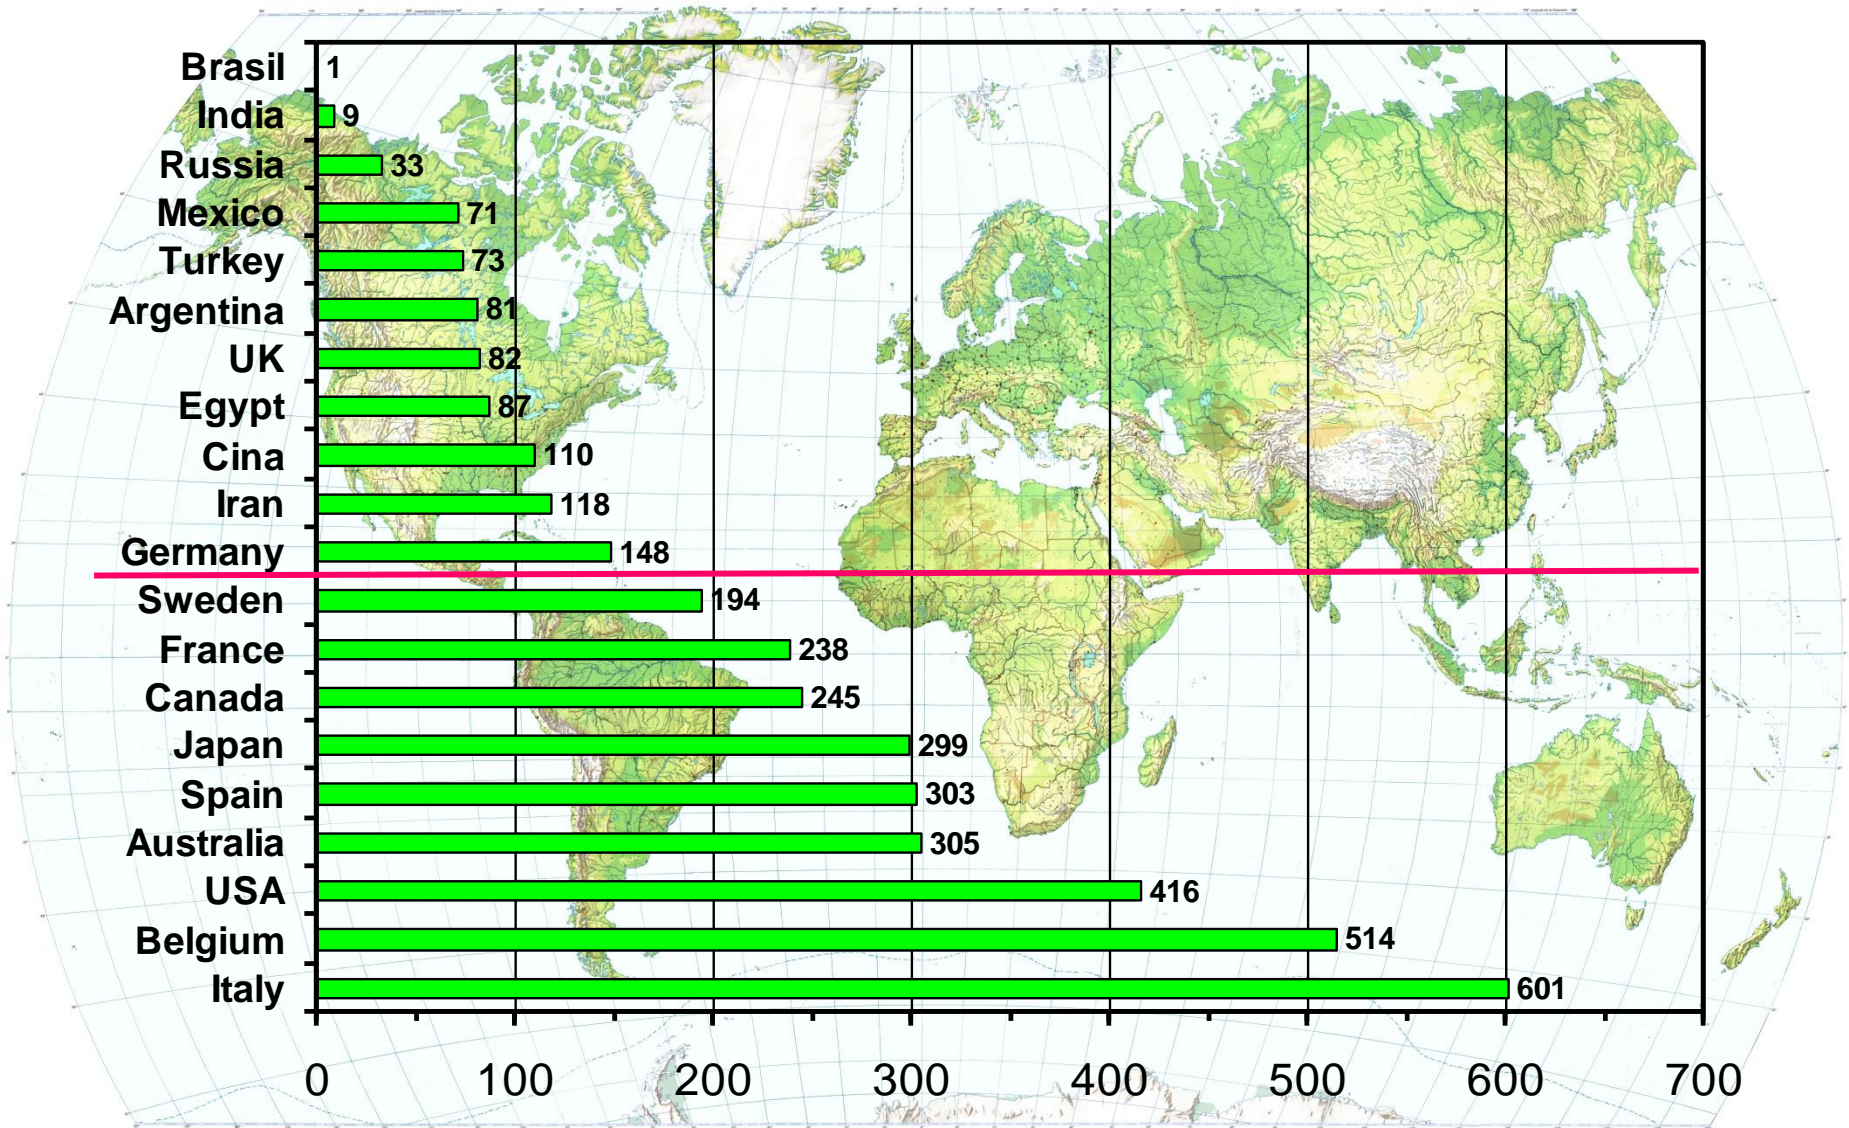 Brasil 1
India 9
Russia 33
Mexico 71
Turkey 73
Argentina 81
UK 82
Egypt 87
Cina 110
Iran 118
Germany 148
Sweden 194
France 238
Canada 245
Japan 299
Spain 303
Australia 305
USA 416
Belgium 514
Italy 601
0 100 200 300 400 500 600 700